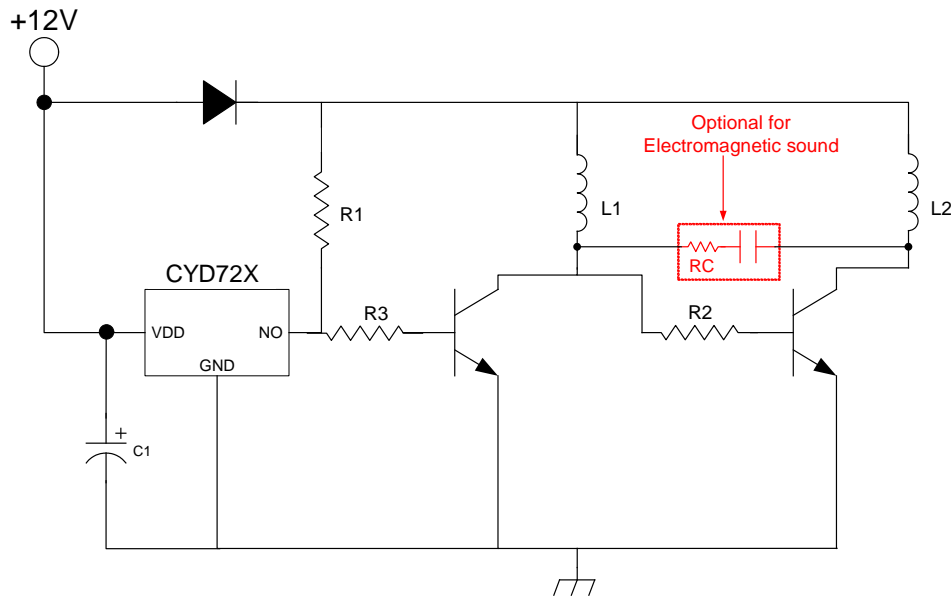 +12V
Optional for
Electromagnetic sound
R1
L1
L2
RC
CYD72X
VDD
NO
GND
R3
R2
+
C1